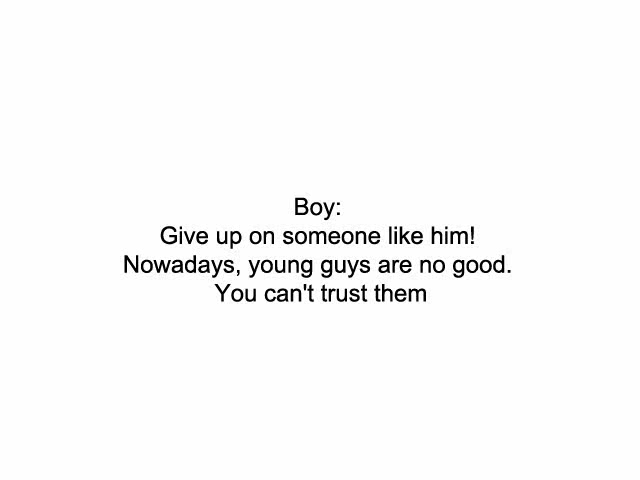 Boy:
Give up on someone like him!
Nowadays, young guys are no good.
You can't trust them